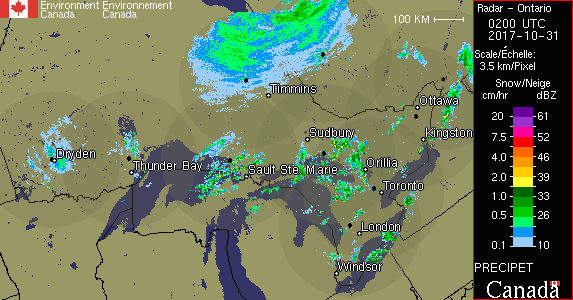 Environment Environnement
Canada Canada
100 KM
Timmins
Ottawa
Sudbury
Kingston
Dryden
Thunder Bay
Sault Ste. Marie
Orillia
Toronto
London
Windsor
Radar - Ontario
0200 UTC
2017-10-31
Scale/Échelle:
3.5 km/Pixel
Snow/Neige
cm/hr dBZ
20 61
7.5 52
4.0 46
2.0 39
1.0 33
0.5 26
0.1 10
PRECIPET
Canada